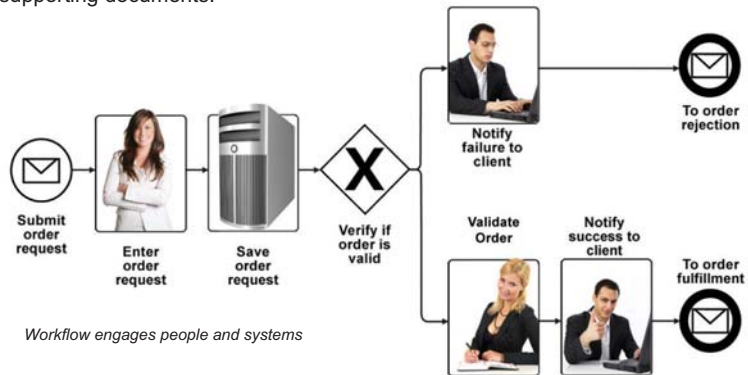 supporting documents.
Submit
order
request
Enter
order
request
Save
order
request
X
Verify if
order is
valid
Notify
failure to
client
To order
rejection
Validate
Order
Notify
success to
client
To order
fulfillment
Workflow engages people and systems